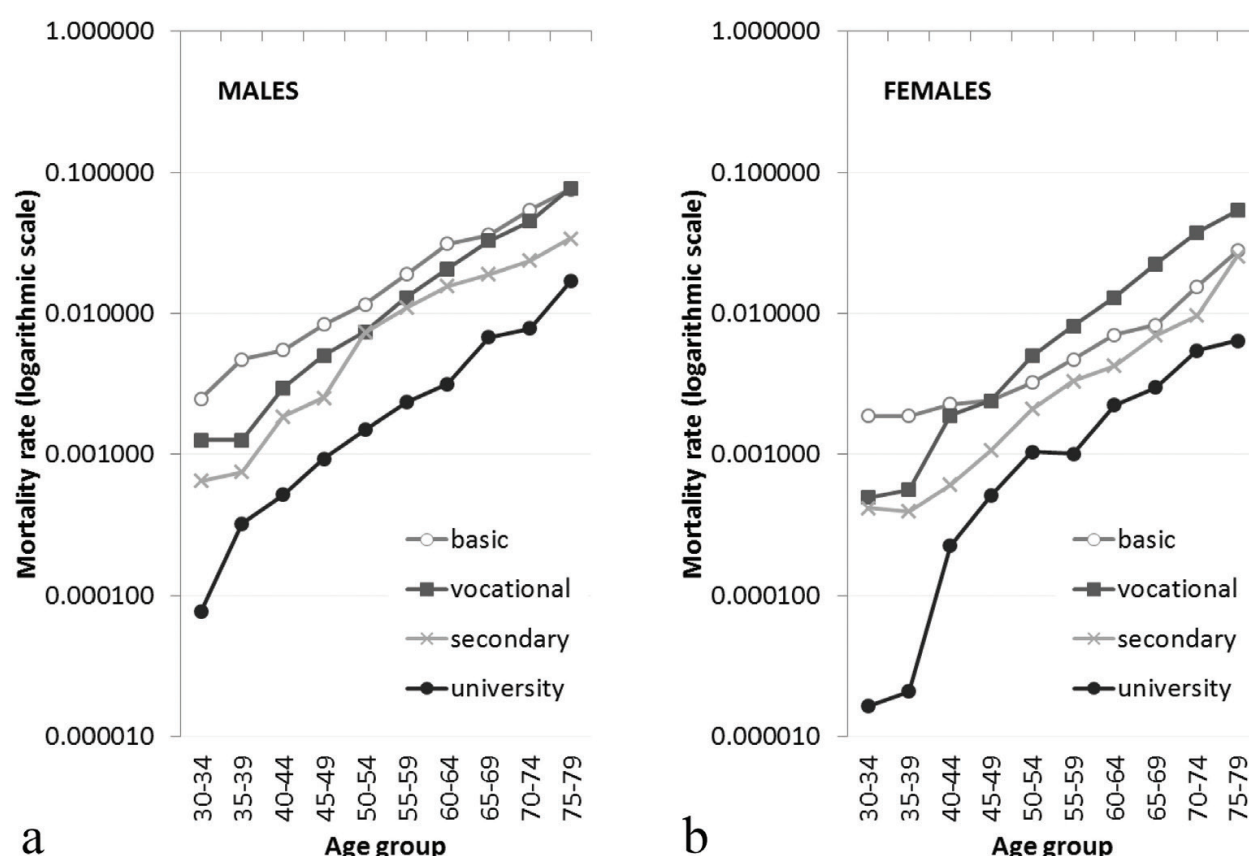 MALES
1.000000
0.100000
0.010000
0.001000
0.000100
0.000010
Mortality rate (logarithmic scale)
basic
vocational
secondary
university
30-34
35-39
40-44
45-49
50-54
55-59
60-64
65-69
70-74
75-79
Age group
a
FEMALES
1.000000
0.100000
0.010000
0.001000
0.000100
0.000010
Mortality rate (logarithmic scale)
basic
vocational
secondary
university
30-34
35-39
40-44
45-49
50-54
55-59
60-64
65-69
70-74
75-79
Age group
b